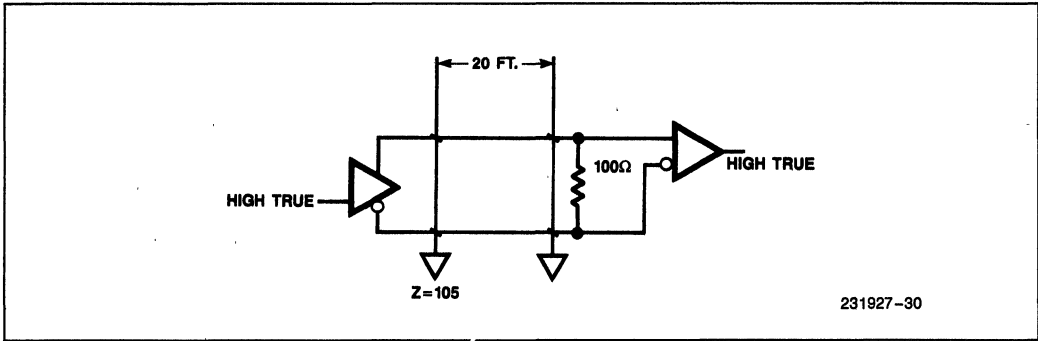 20 FT.
100Ω
HIGH TRUE
HIGH TRUE
Z=105
231927-30